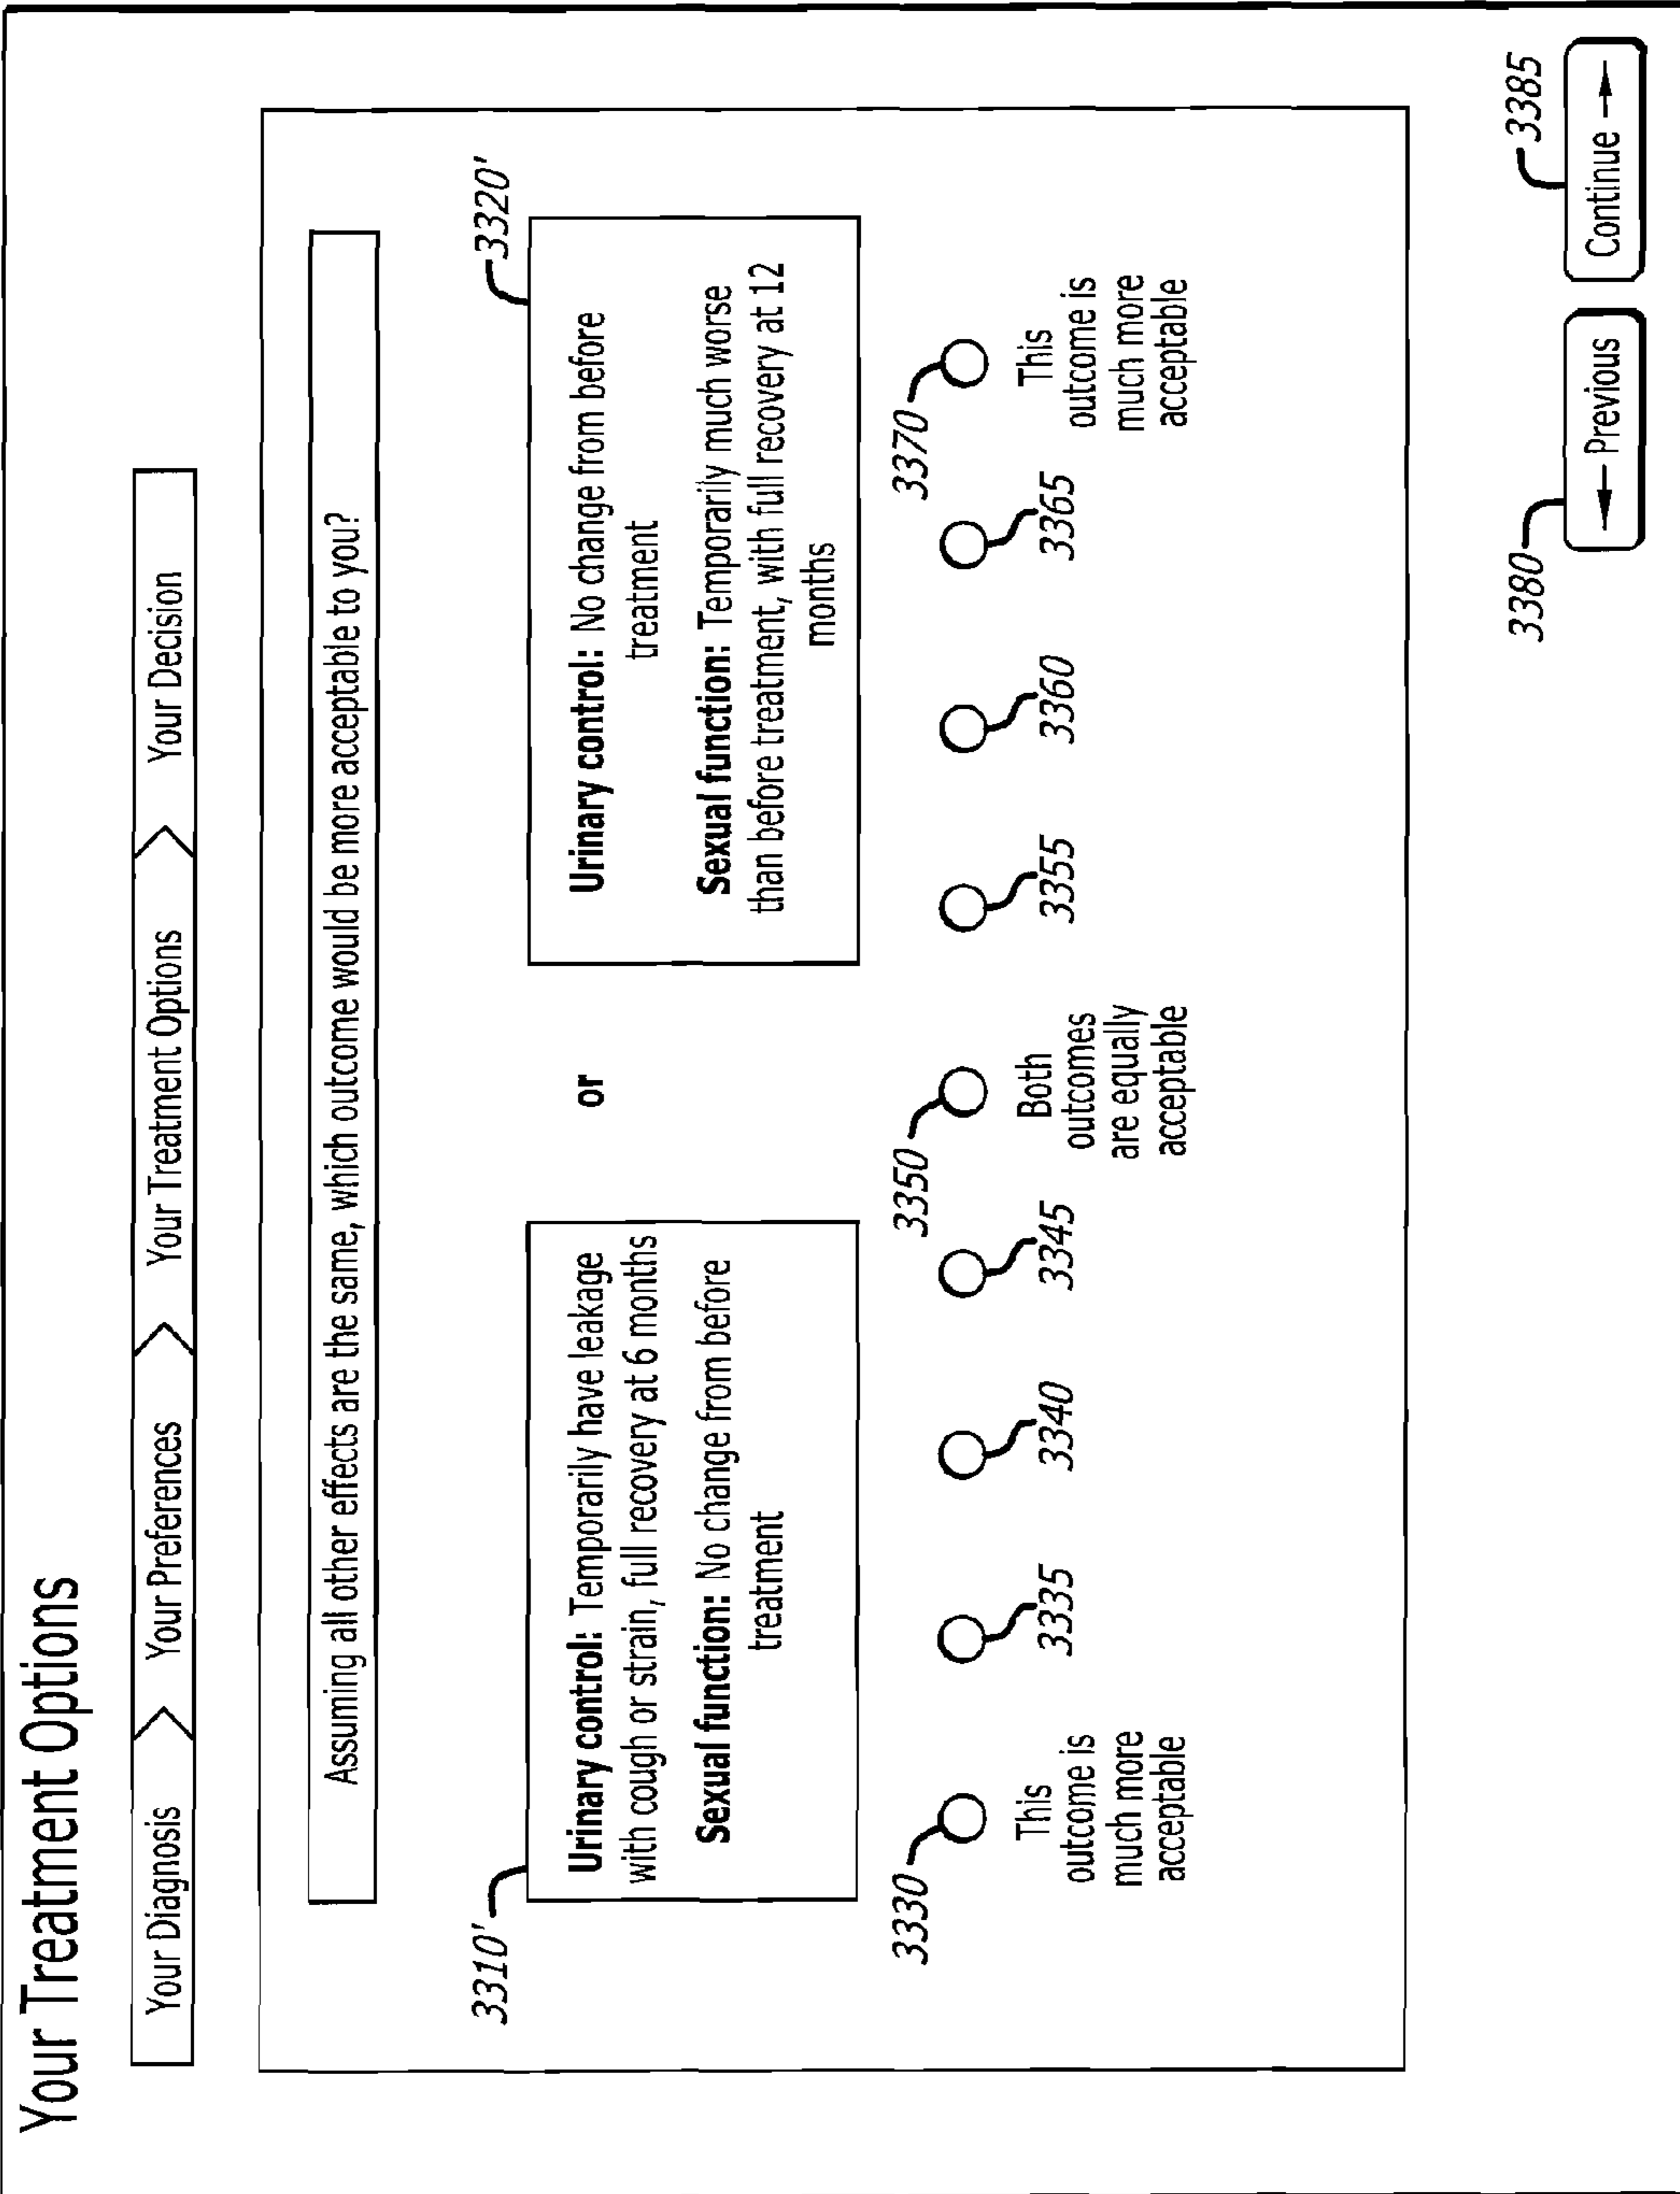 Your Treatment Options
Your Diagnosis
Your Preferences
Your Treatment Options
Your Decision
Assuming all other effects are the same, which outcome would be more acceptable to you?
3310'
Urinary control: Temporarily have leakage
with cough or strain, full recovery at 6 months
Sexual function: No change from before
treatment
or
3320'
Urinary control: No change from before
treatment
Sexual function: Temporarily much worse
than before treatment, with full recovery at 12
months
3330
3350
3370
3335
3340
3345
3355
3360
3365
This
outcome is
much more
acceptable
Both
outcomes
are equally
acceptable
This
outcome is
much more
acceptable
3380
3385
← Previous
Continue →